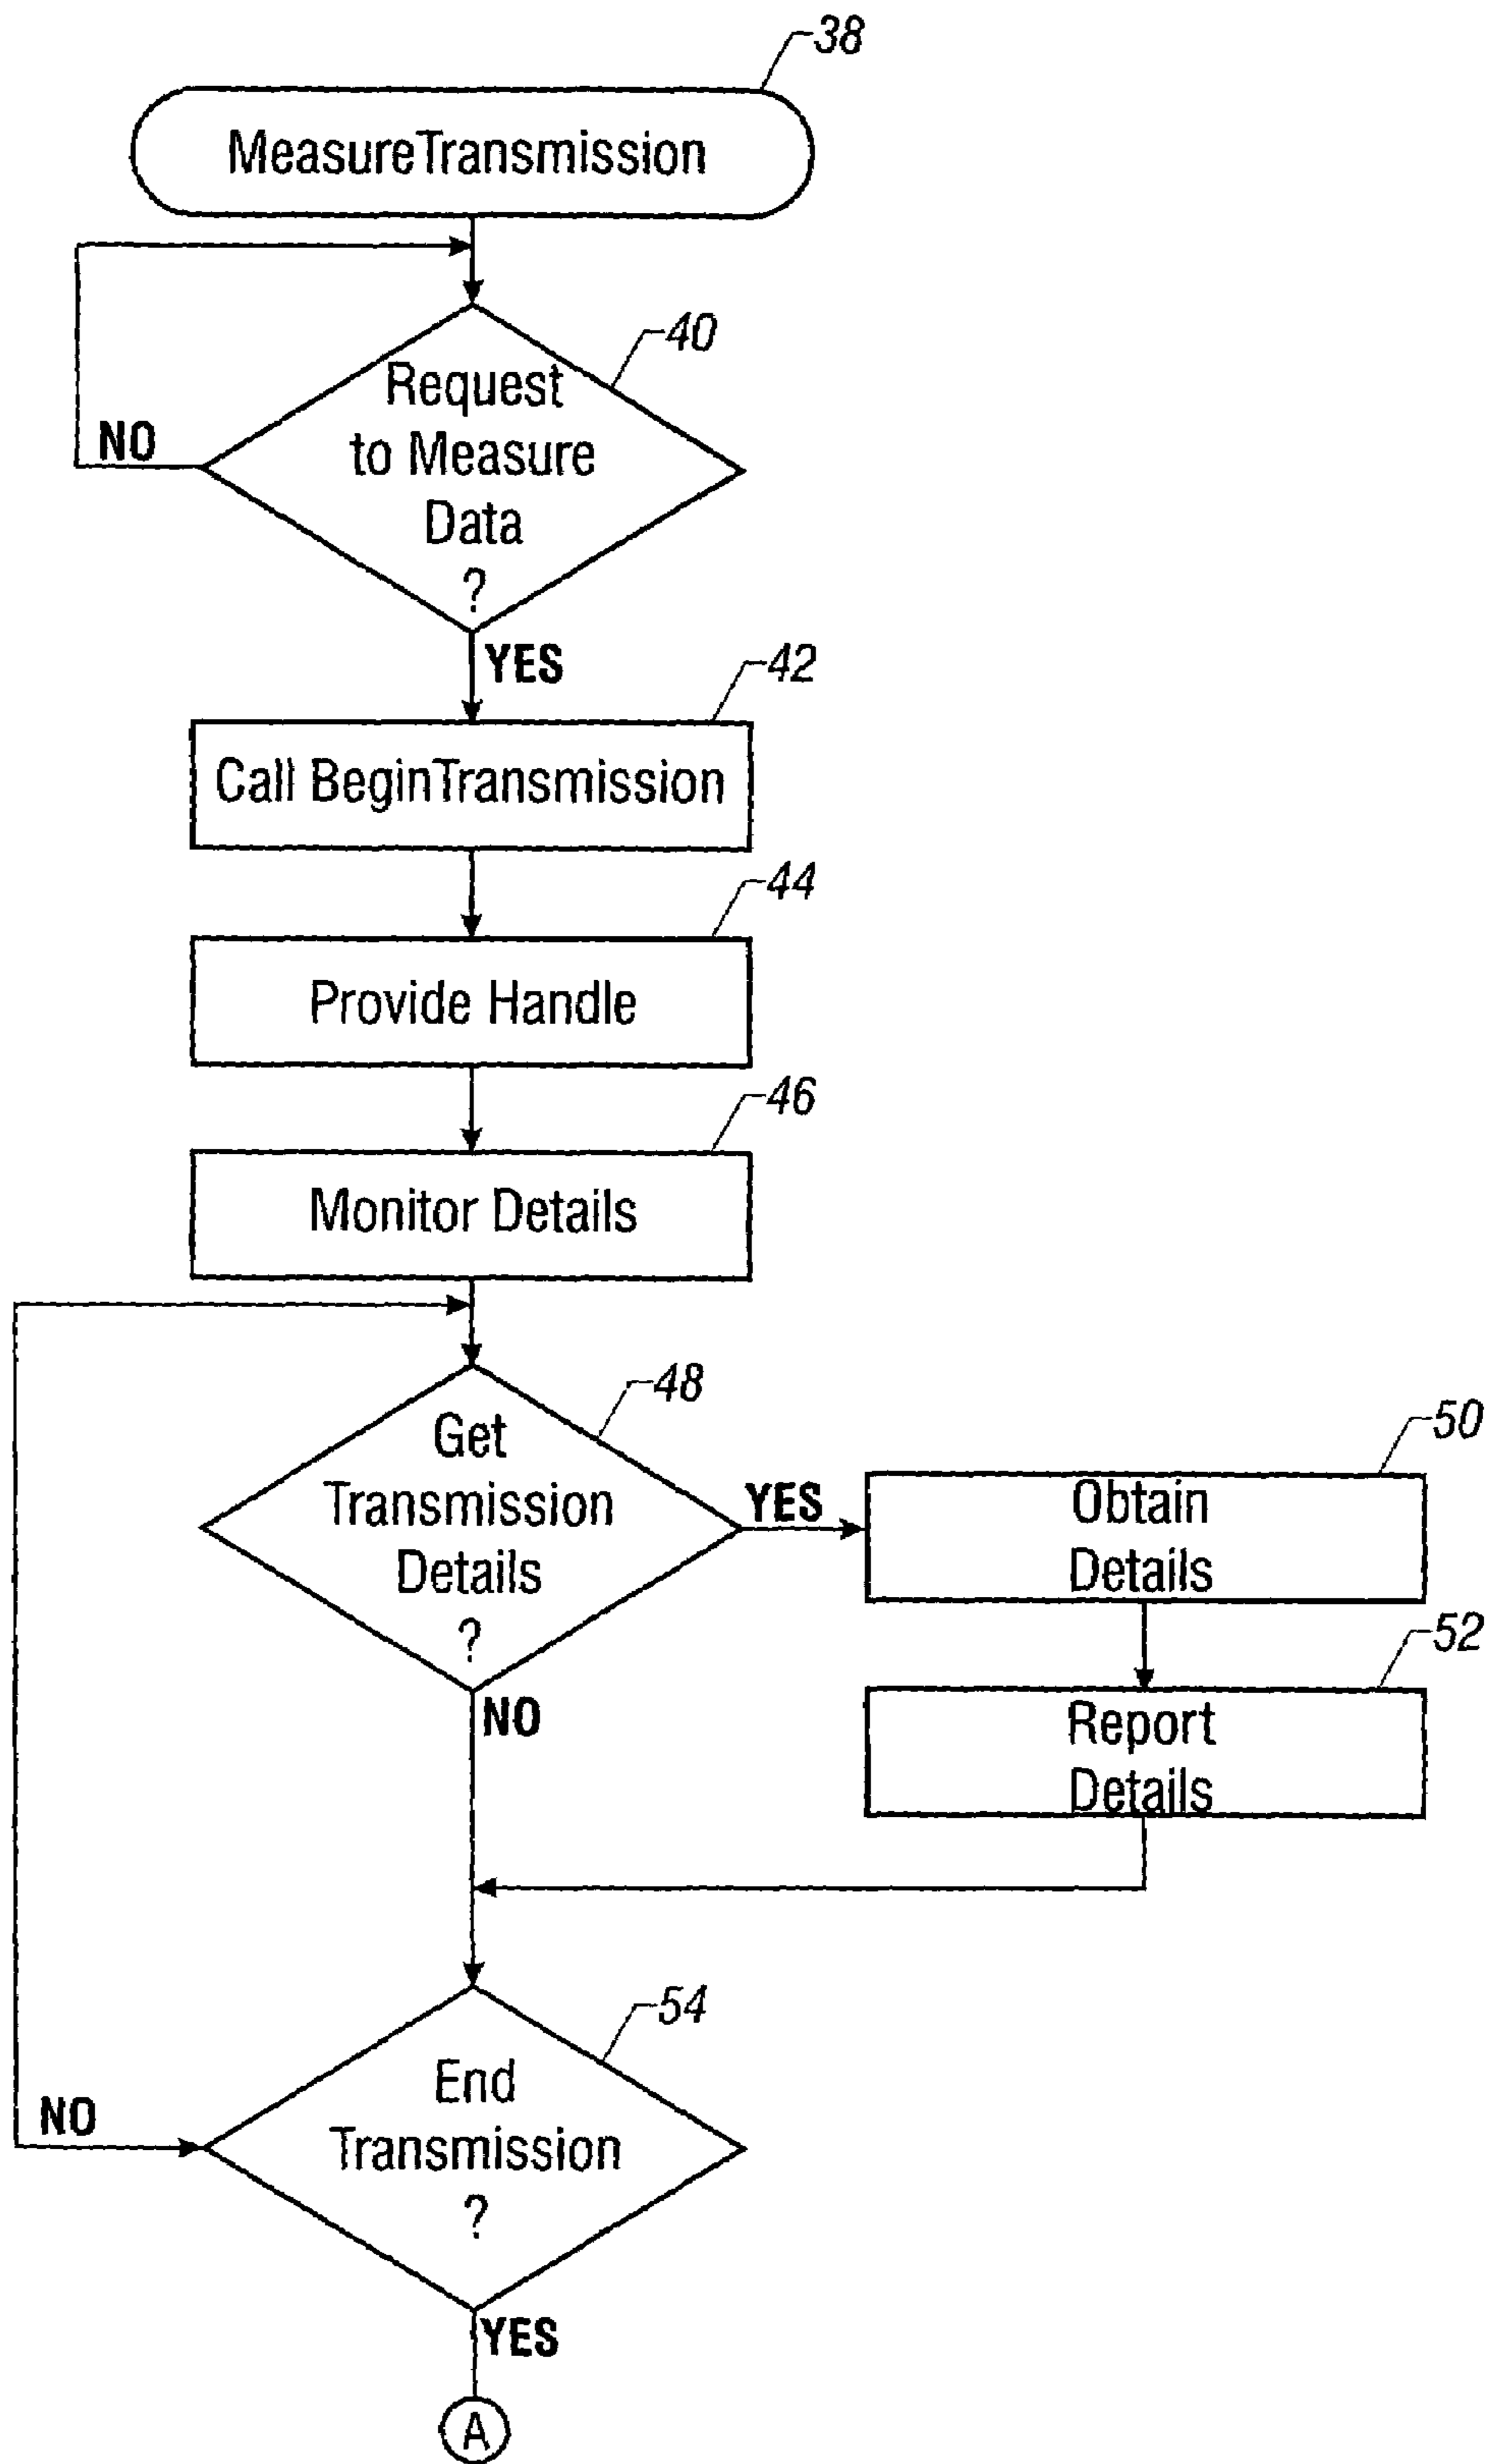 38
MeasureTransmission
40
Request
to Measure
Data
?
NO
YES
42
Call BeginTransmission
44
Provide Handle
46
Monitor Details
48
Get
Transmission
Details
?
YES
50
Obtain
Details
52
Report
Details
NO
54
End
Transmission
?
NO
YES
A